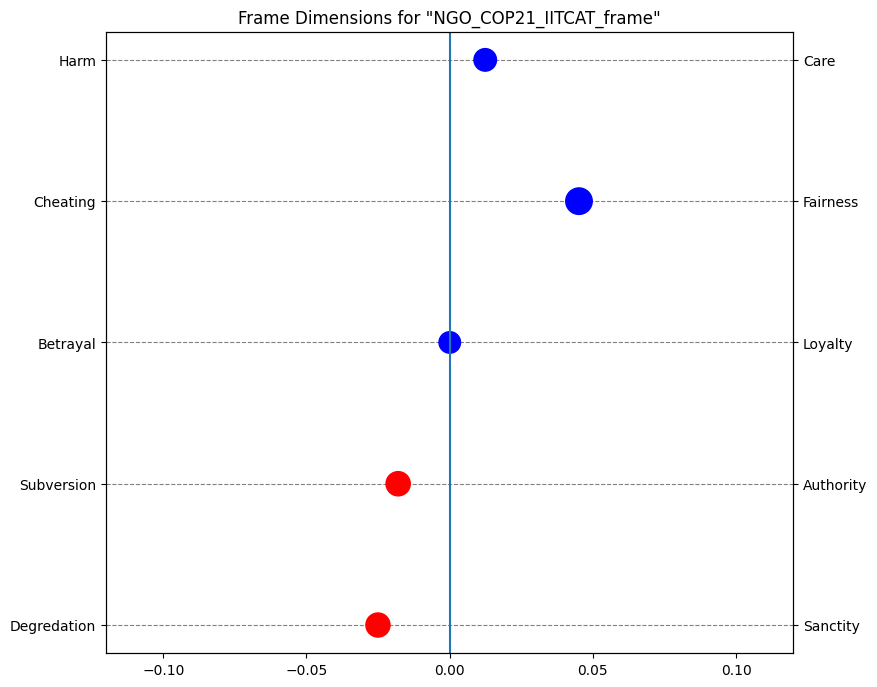 Frame Dimensions for "NGO_COP21_IITCAT_frame"
Harm Care
Cheating Fairness
Betrayal Loyalty
Subversion Authority
Degredation Sanctity
−0.10 −0.05 0.00 0.05 0.10